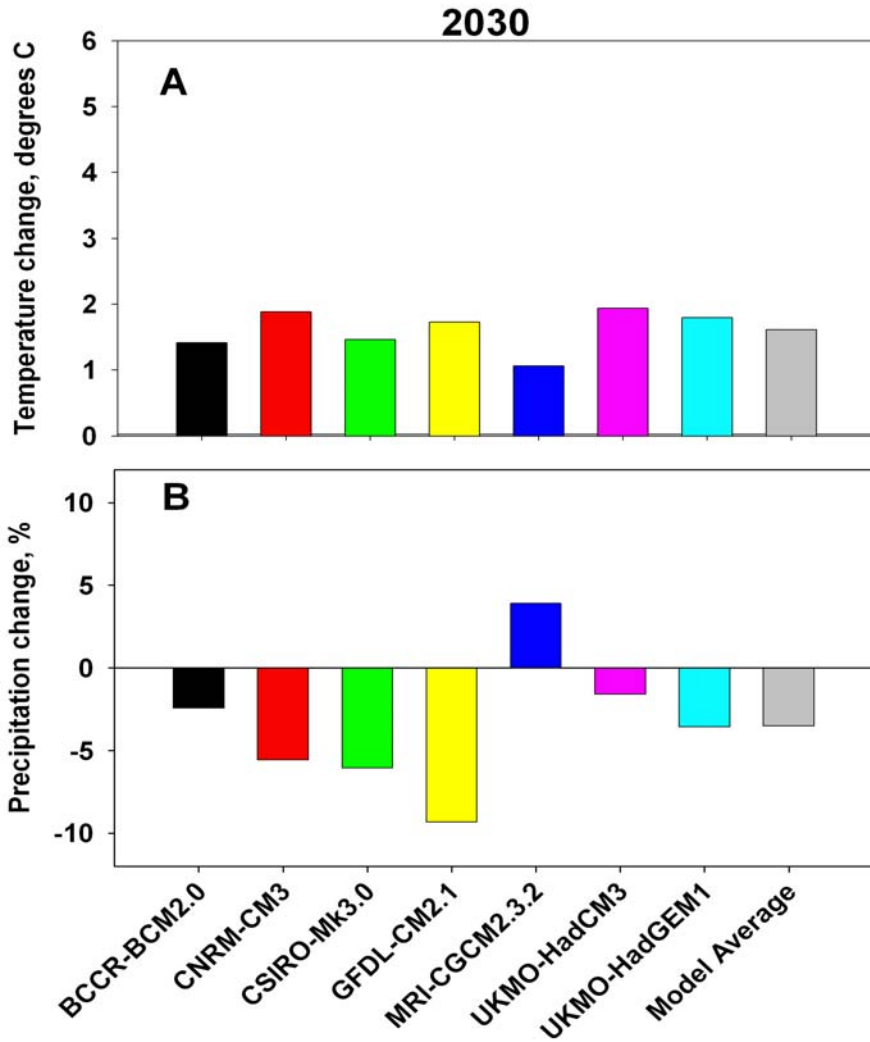 2030
A
Temperature change, degrees C
6
5
4
3
2
1
0
B
Precipitation change, %
10
5
0
-5
-10
BCCR-BCM2.0
CNRM-CM3
CSIRO-Mk3.0
GFDL-CM2.1
MRI-CGCM2.3.2
UKMO-HadCM3
UKMO-HadGEM1
Model Average